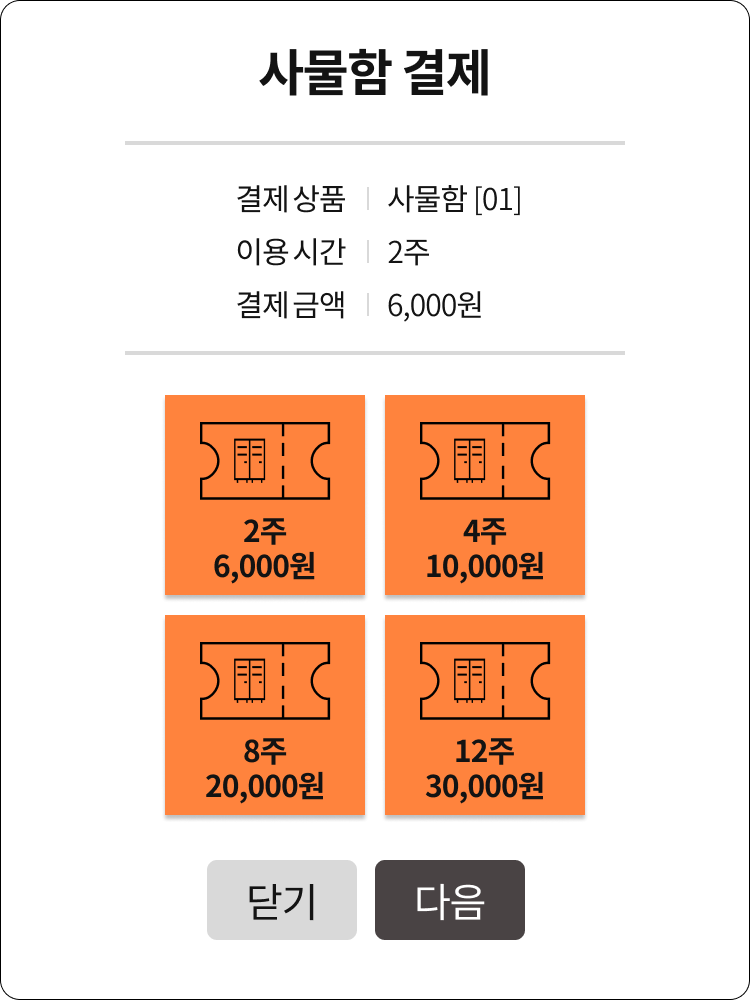 사물함 결제
결제 상품 사물함 [01]
이용 시간 2주
결제 금액 6,000원
2주
6,000원
4주
10,000원
8주
20,000원
12주
30,000원
닫기
다음